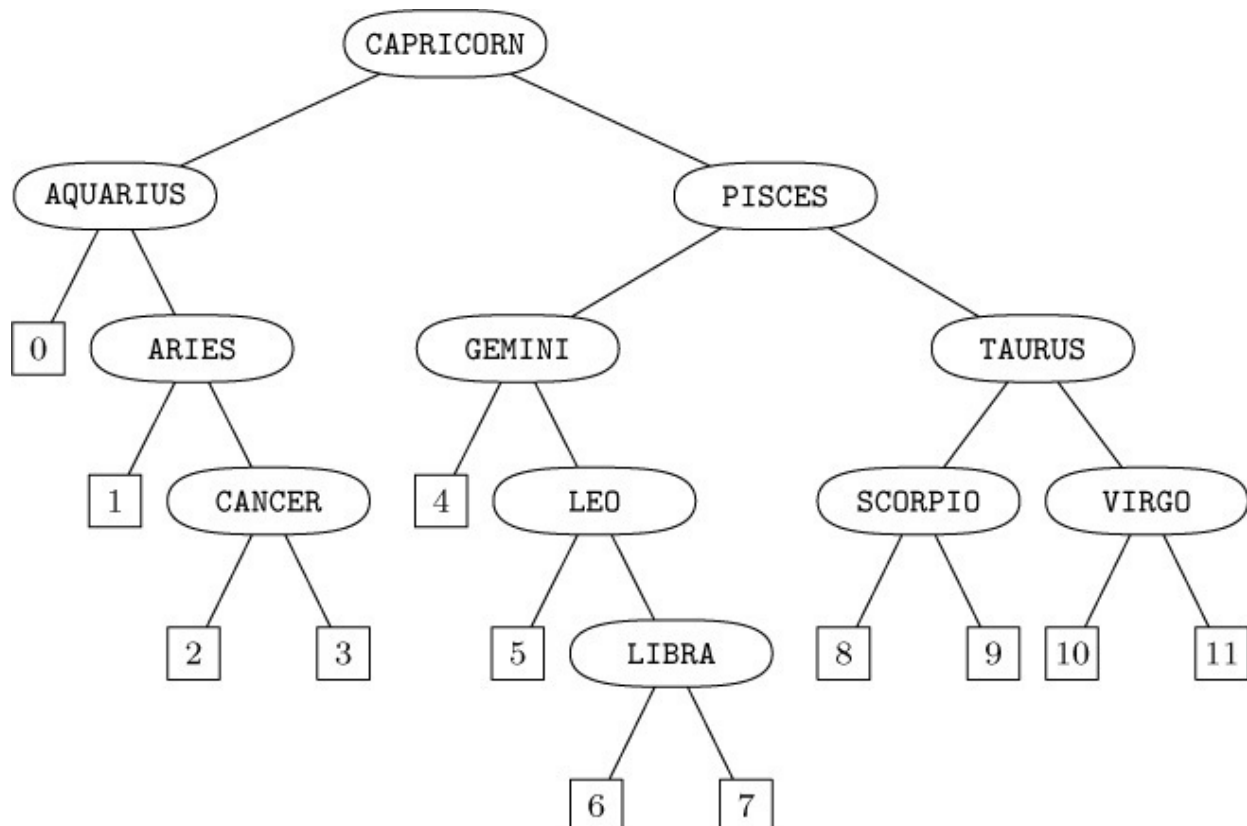 CAPRICORN
AQUARIUS PISCES
0 ARIES GEMINI TAURUS
1 CANCER 4 LEO SCORPIO VIRGO
2 3 5 LIBRA 8 9 10 11
6 7